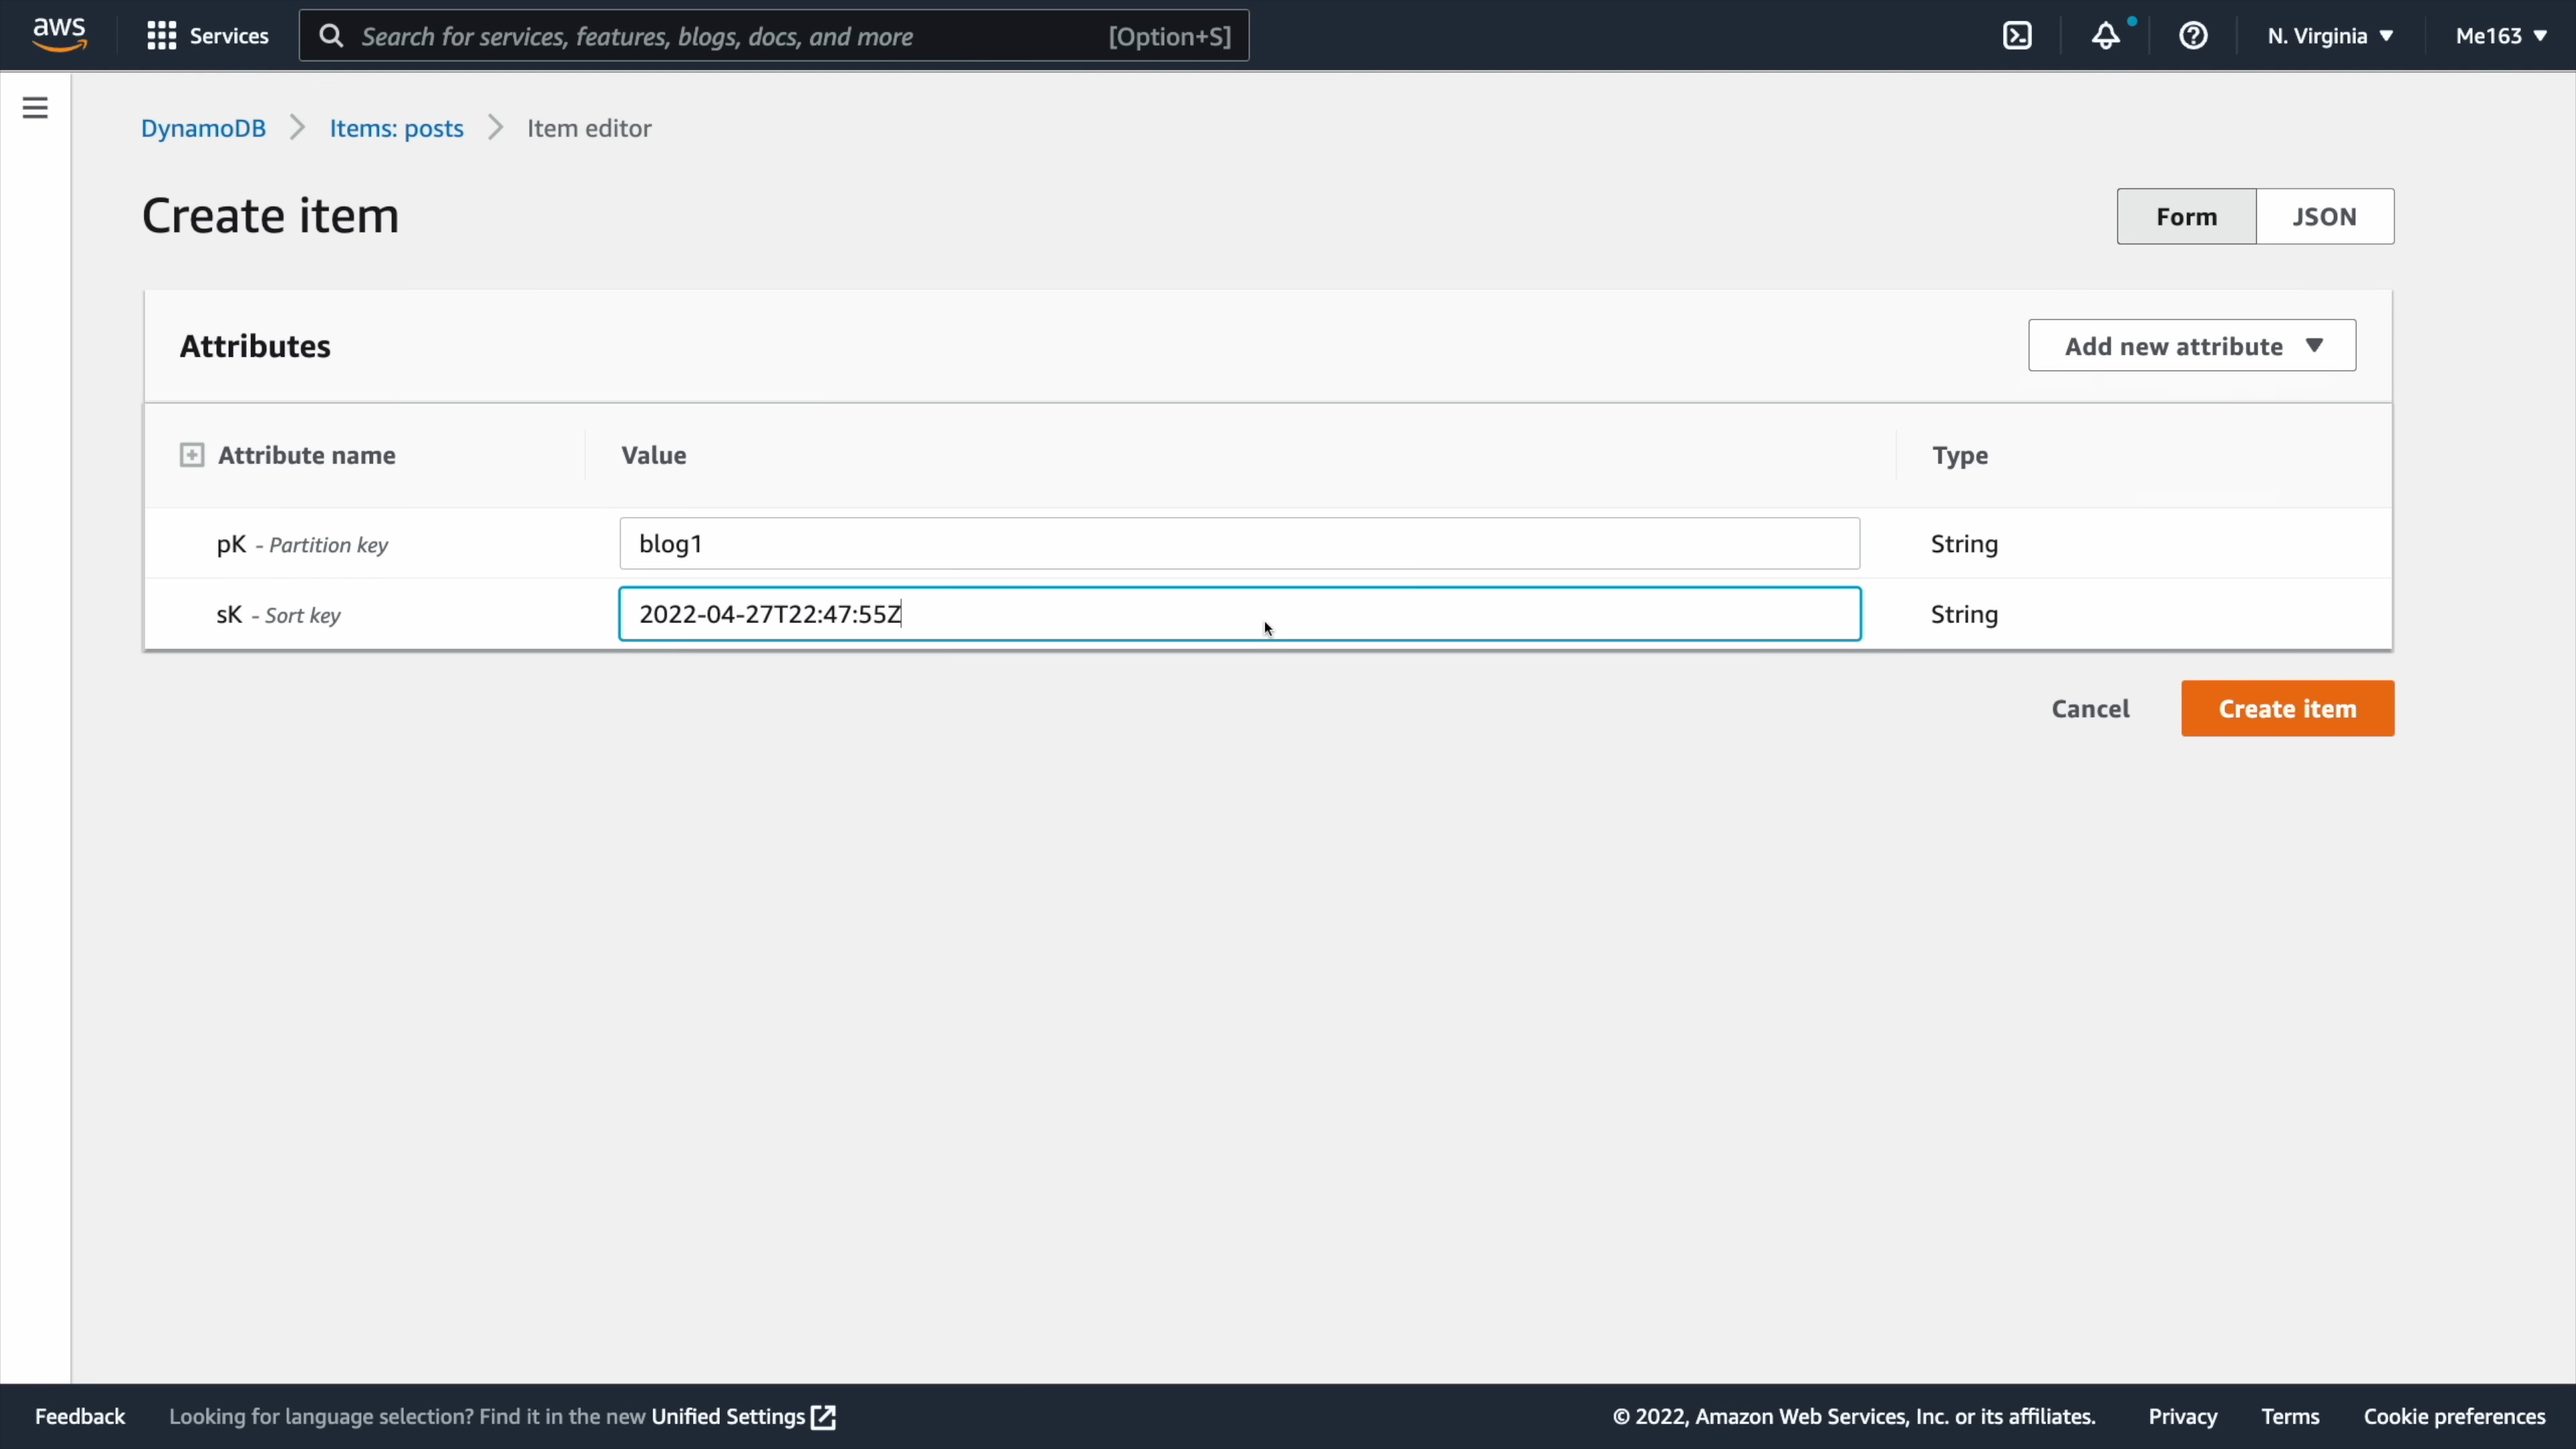 aws Services Search for services, features, blogs, docs, and more [Option+S] N. Virginia Me163
DynamoDB Items: posts Item editor
Create item Form JSON
Attributes Add new attribute
Attribute name Value Type
pK - Partition key blog1 String
sK - Sort key 2022-04-27T22:47:55Z String
Cancel Create item
Feedback Looking for language selection? Find it in the new Unified Settings © 2022, Amazon Web Services, Inc. or its affiliates. Privacy Terms Cookie preferences